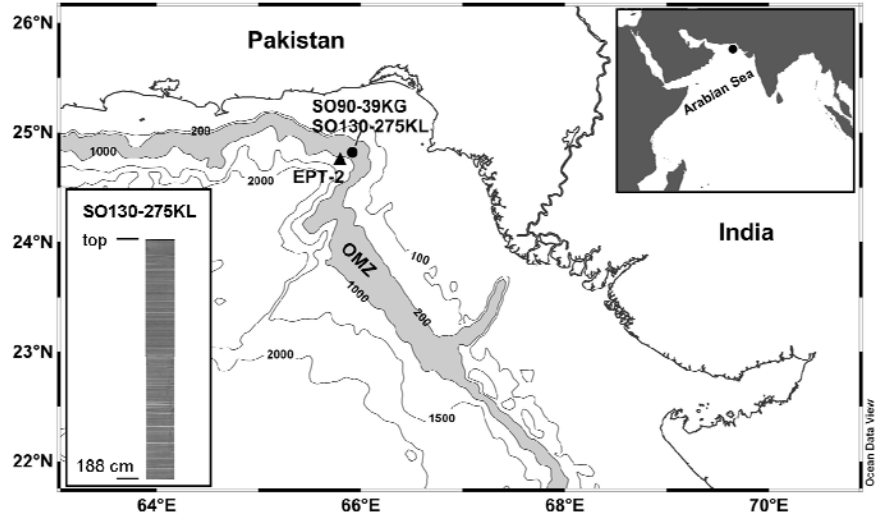 26°N
25°N
24°N
23°N
22°N
64°E
66°E
68°E
70°E
Pakistan
India
SO90-39KG
SO130-275KL
EPT-2
200
1000
2000
OMZ
100
1000
200
2000
1500
SO130-275KL
top
188 cm
Arabian Sea
Ocean Data View